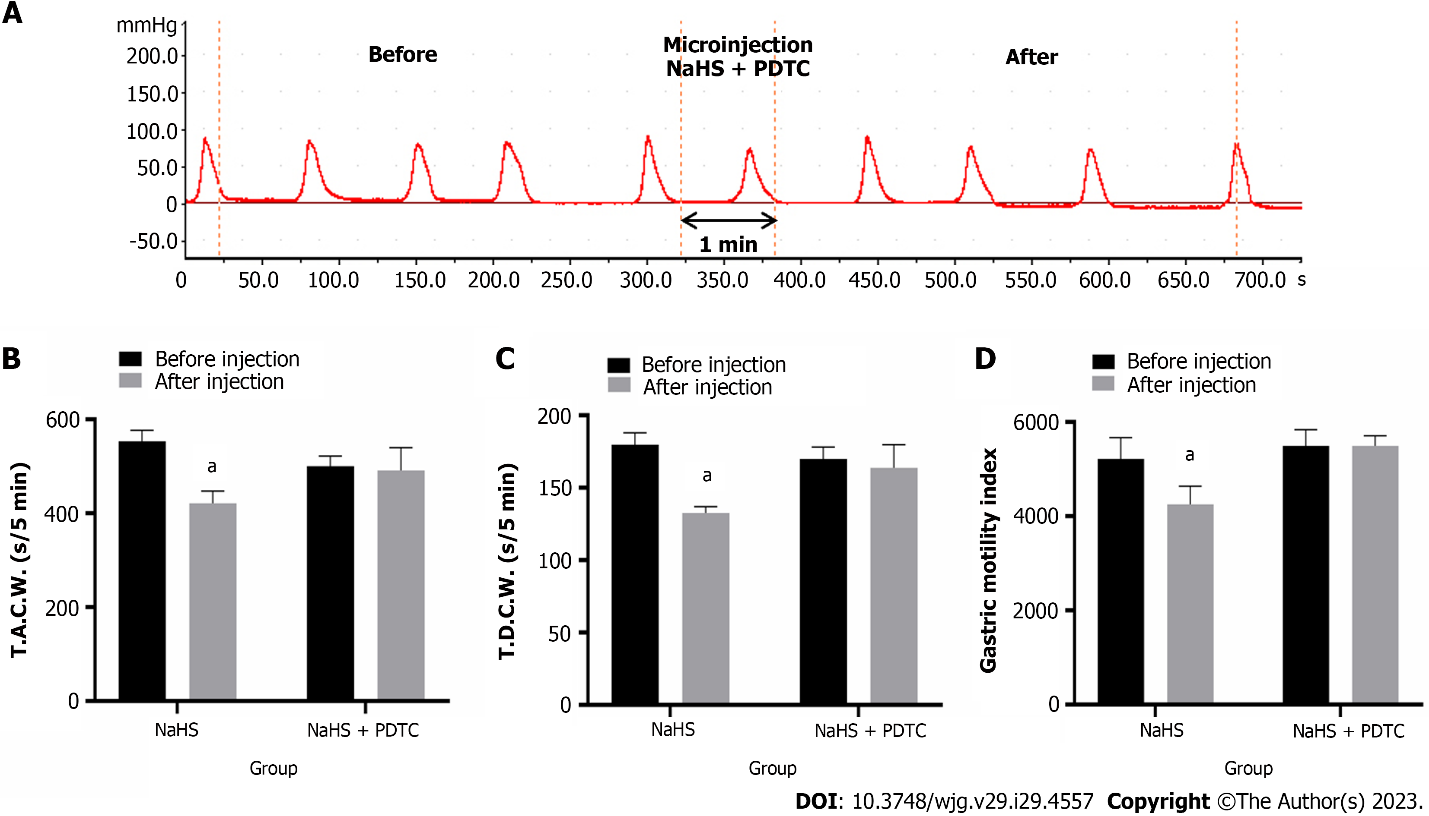 A
mmHg
200.0
150.0
100.0
50.0
0
-50.0
Before
Microinjection
NaHS + PDTC
After
1 min
0 50.0 100.0 150.0 200.0 250.0 300.0 350.0 400.0 450.0 500.0 550.0 600.0 650.0 700.0 s
B
Before injection
After injection
T.A.C.W. (s/5 min)
600
400
200
0
a
NaHS NaHS + PDTC
Group
C
Before injection
After injection
T.D.C.W. (s/5 min)
200
150
100
50
0
a
NaHS NaHS + PDTC
Group
D
Before injection
After injection
Gastric motility index
6000
4000
2000
0
a
NaHS NaHS + PDTC
Group
DOI: 10.3748/wjg.v29.i29.4557 Copyright ©The Author(s) 2023.